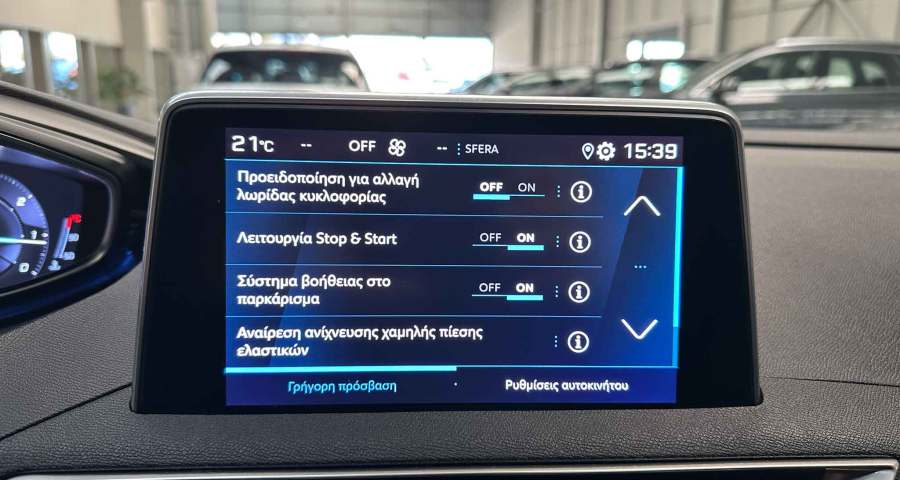 21°C -- OFF -- SFERA 15:39
Προειδοποίηση για αλλαγή
λωρίδας κυκλοφορίας
OFF ON
Λειτουργία Stop & Start
OFF ON
Σύστημα βοήθειας στο
παρκάρισμα
OFF ON
Αναίρεση ανίχνευσης χαμηλής πίεσης
ελαστικών
Γρήγορη πρόσβαση
Ρυθμίσεις αυτοκινήτου